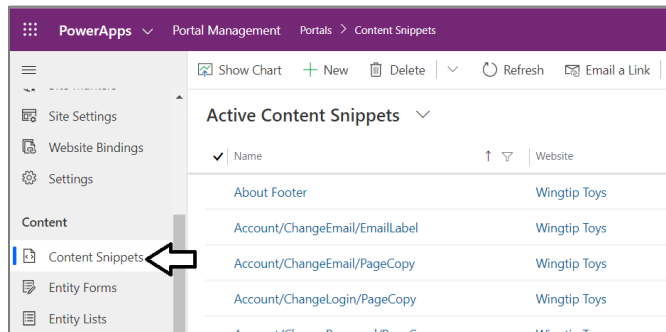 PowerApps
Portal Management
Portals > Content Snippets
Show Chart
New
Delete
Refresh
Email a Link
Site Settings
Website Bindings
Settings
Content
Content Snippets
Entity Forms
Entity Lists
Active Content Snippets
Name
Website
About Footer
Wingtip Toys
Account/ChangeEmail/EmailLabel
Wingtip Toys
Account/ChangeEmail/PageCopy
Wingtip Toys
Account/ChangeLogin/PageCopy
Wingtip Toys